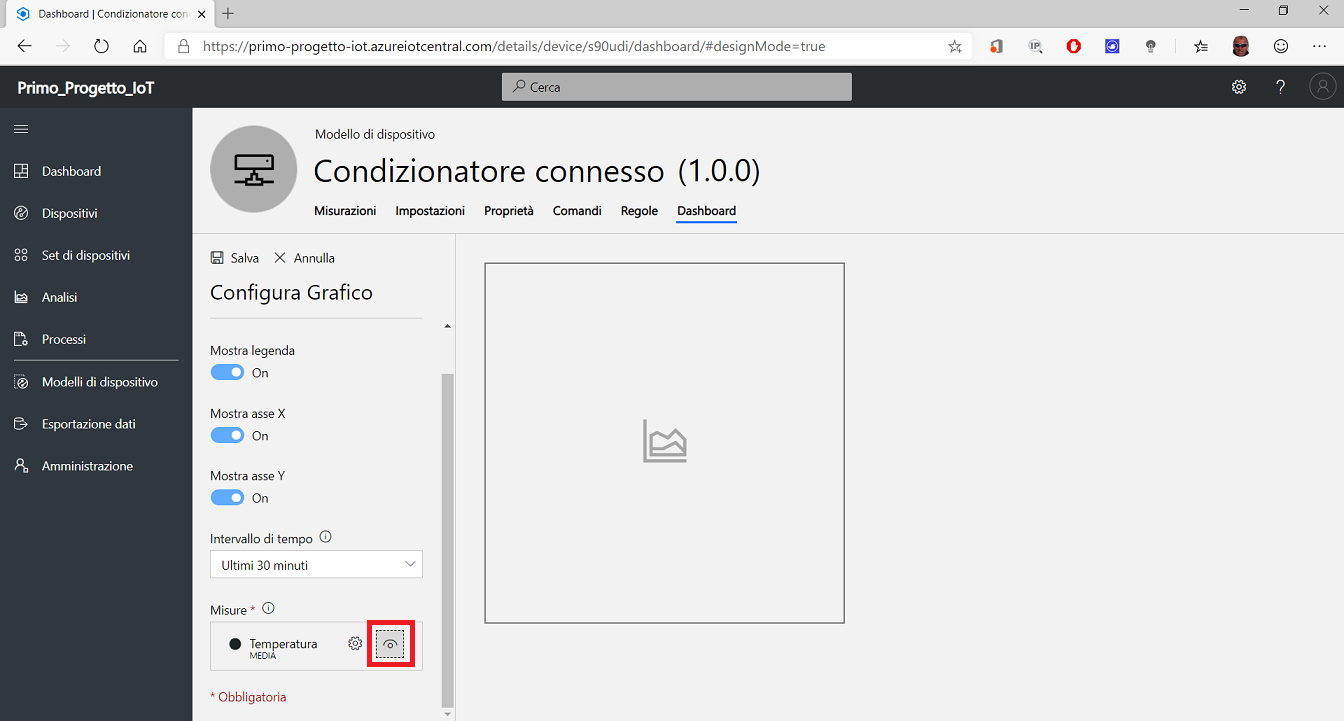 Dashboard | Condizionatore con
https://primo-progetto-iot.azureiotcentral.com/details/device/s90udi/dashboard/#designMode=true
IP
Primo_Progetto_IoT
Cerca
?
Dashboard
Dispositivi
Set di dispositivi
Analisi
Processi
Modelli di dispositivo
Esportazione dati
Amministrazione
Modello di dispositivo
Condizionatore connesso (1.0.0)
Misurazioni Impostazioni Proprietà Comandi Regole Dashboard
Salva Annulla
Configura Grafico
Mostra legenda
On
Mostra asse X
On
Mostra asse Y
On
Intervallo di tempo
Ultimi 30 minuti
Misure *
Temperatura
MEDIA
* Obbligatoria